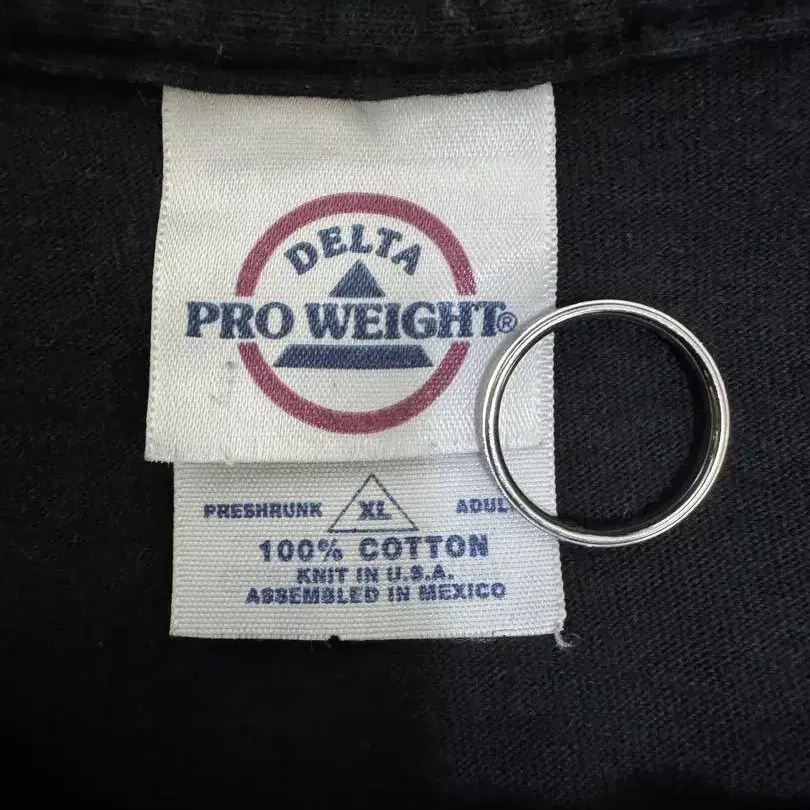 DELTA
PRO WEIGHT®
PRESHRUNK XL ADUL
100% COTTON
KNIT IN U.S.A.
ASSEMBLED IN MEXICO